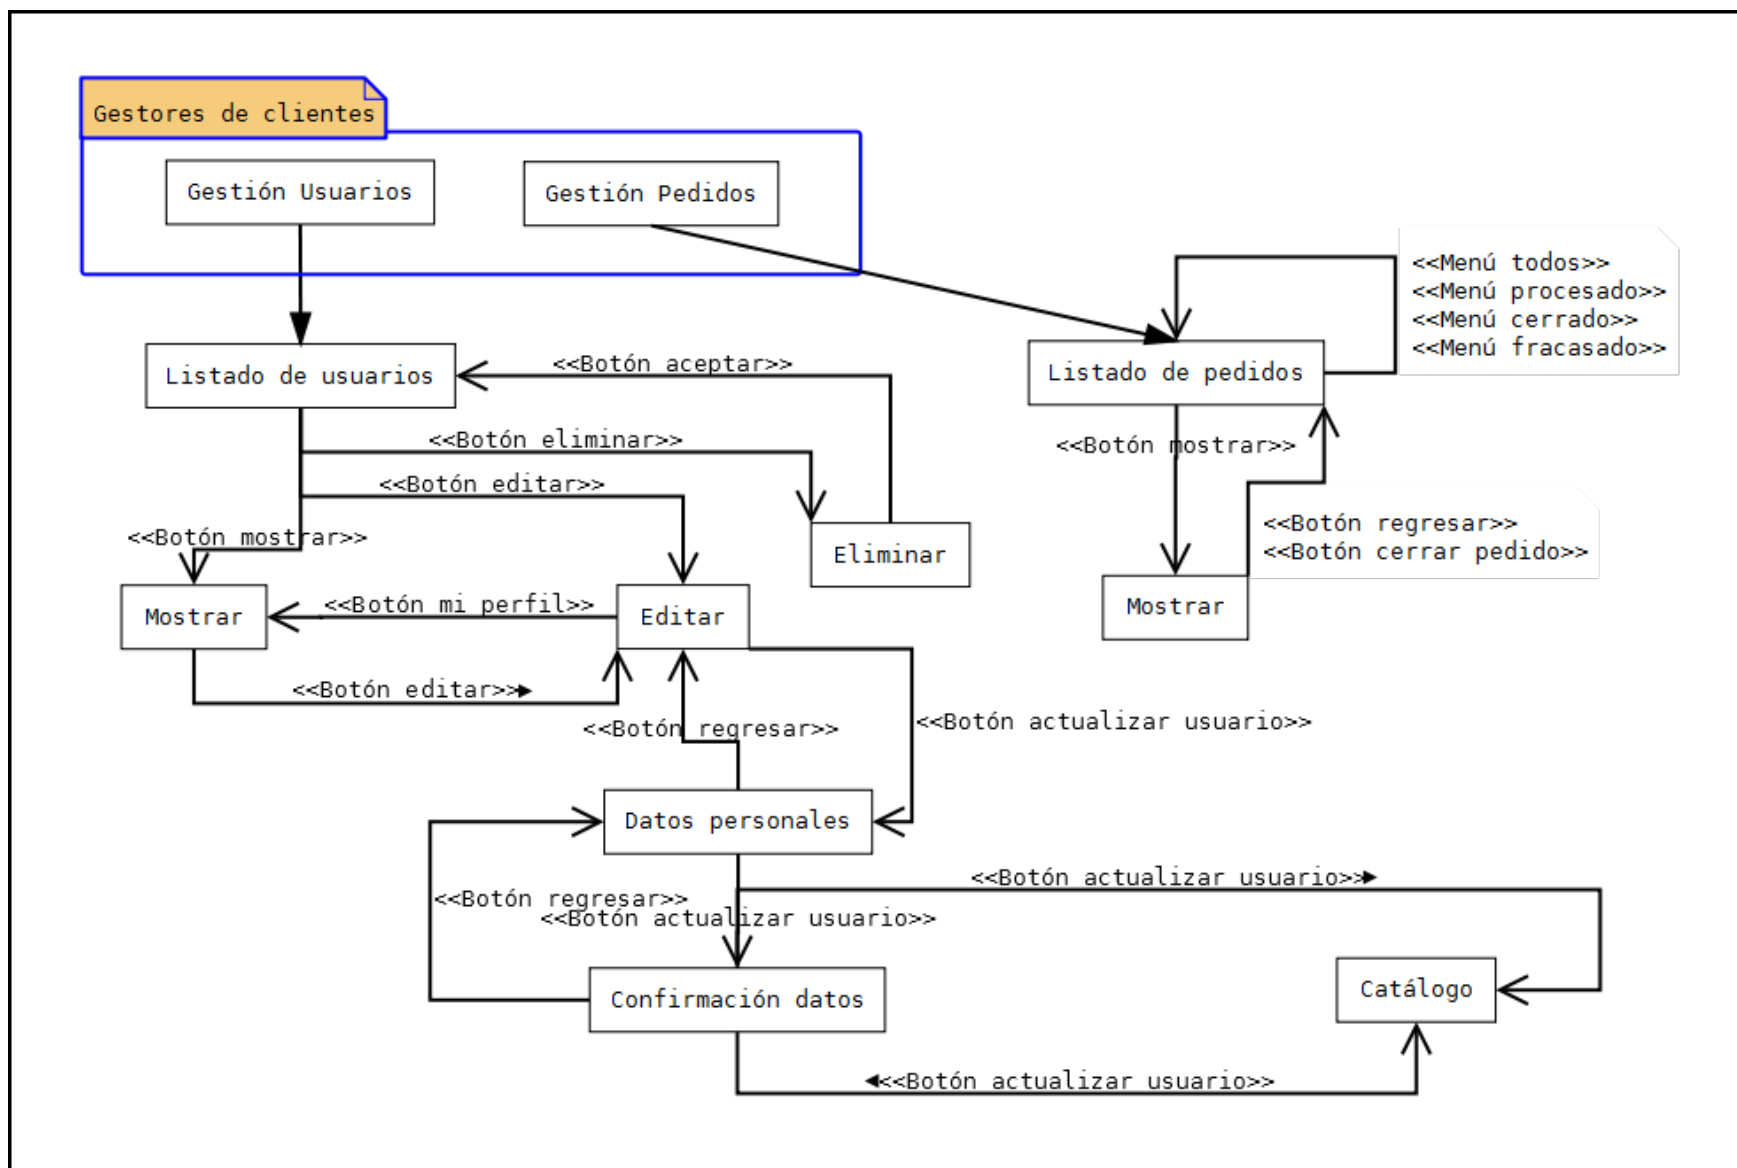 Gestores de clientes
Gestión Usuarios
Gestión Pedidos
<<Menú todos>>
<<Menú procesado>>
<<Menú cerrado>>
<<Menú fracasado>>
Listado de usuarios
<<Botón aceptar>>
Listado de pedidos
<<Botón eliminar>>
<<Botón mostrar>>
<<Botón editar>>
<<Botón mostrar>>
Eliminar
<<Botón regresar>>
<<Botón cerrar pedido>>
Mostrar
<<Botón mi perfil>>
Editar
Mostrar
<<Botón editar>>
<<Botón regresar>>
<<Botón actualizar usuario>>
Datos personales
<<Botón regresar>>
<<Botón actualizar usuario>>
<<Botón actualizar usuario>>
Confirmación datos
Catálogo
<<Botón actualizar usuario>>